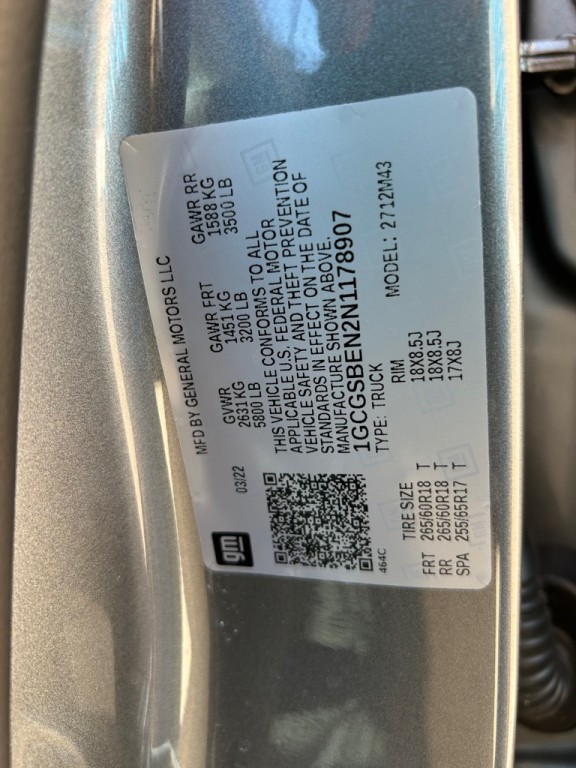 MFD BY GENERAL MOTORS LLC
03/22
GVWR GAWR FRT GAWR RR
2631 KG 1451 KG 1588 KG
5800 LB 3200 LB 3500 LB
THIS VEHICLE CONFORMS TO ALL
APPLICABLE U.S. FEDERAL MOTOR
VEHICLE SAFETY AND THEFT PREVENTION
STANDARDS IN EFFECT ON THE DATE OF
MANUFACTURE SHOWN ABOVE.
1GCGSBEN2N1178907
TYPE: TRUCK MODEL: 2712M43
gm
464C
TIRE SIZE RIM
FRT 265/60R18 T 18X8.5J
RR 265/60R18 T 18X8.5J
SPA 255/65R17 T 17X8J